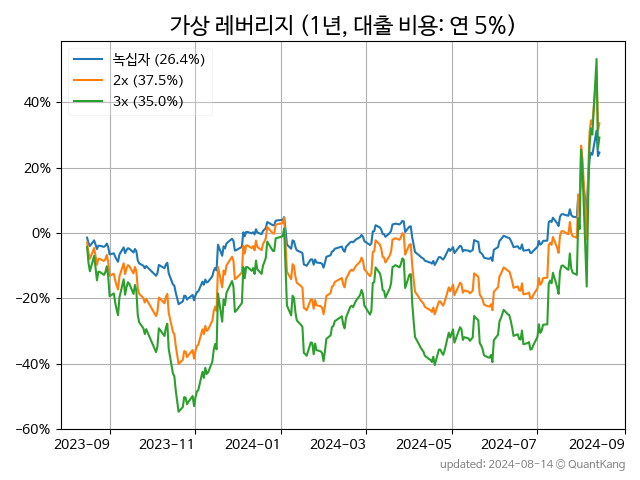 가상 레버리지 (1년, 대출 비용: 연 5%)
녹십자 (26.4%)
2x (37.5%)
3x (35.0%)
40%
20%
0%
−20%
−40%
−60%
2023-09 2023-11 2024-01 2024-03 2024-05 2024-07 2024-09
updated: 2024-08-14 © QuantKang